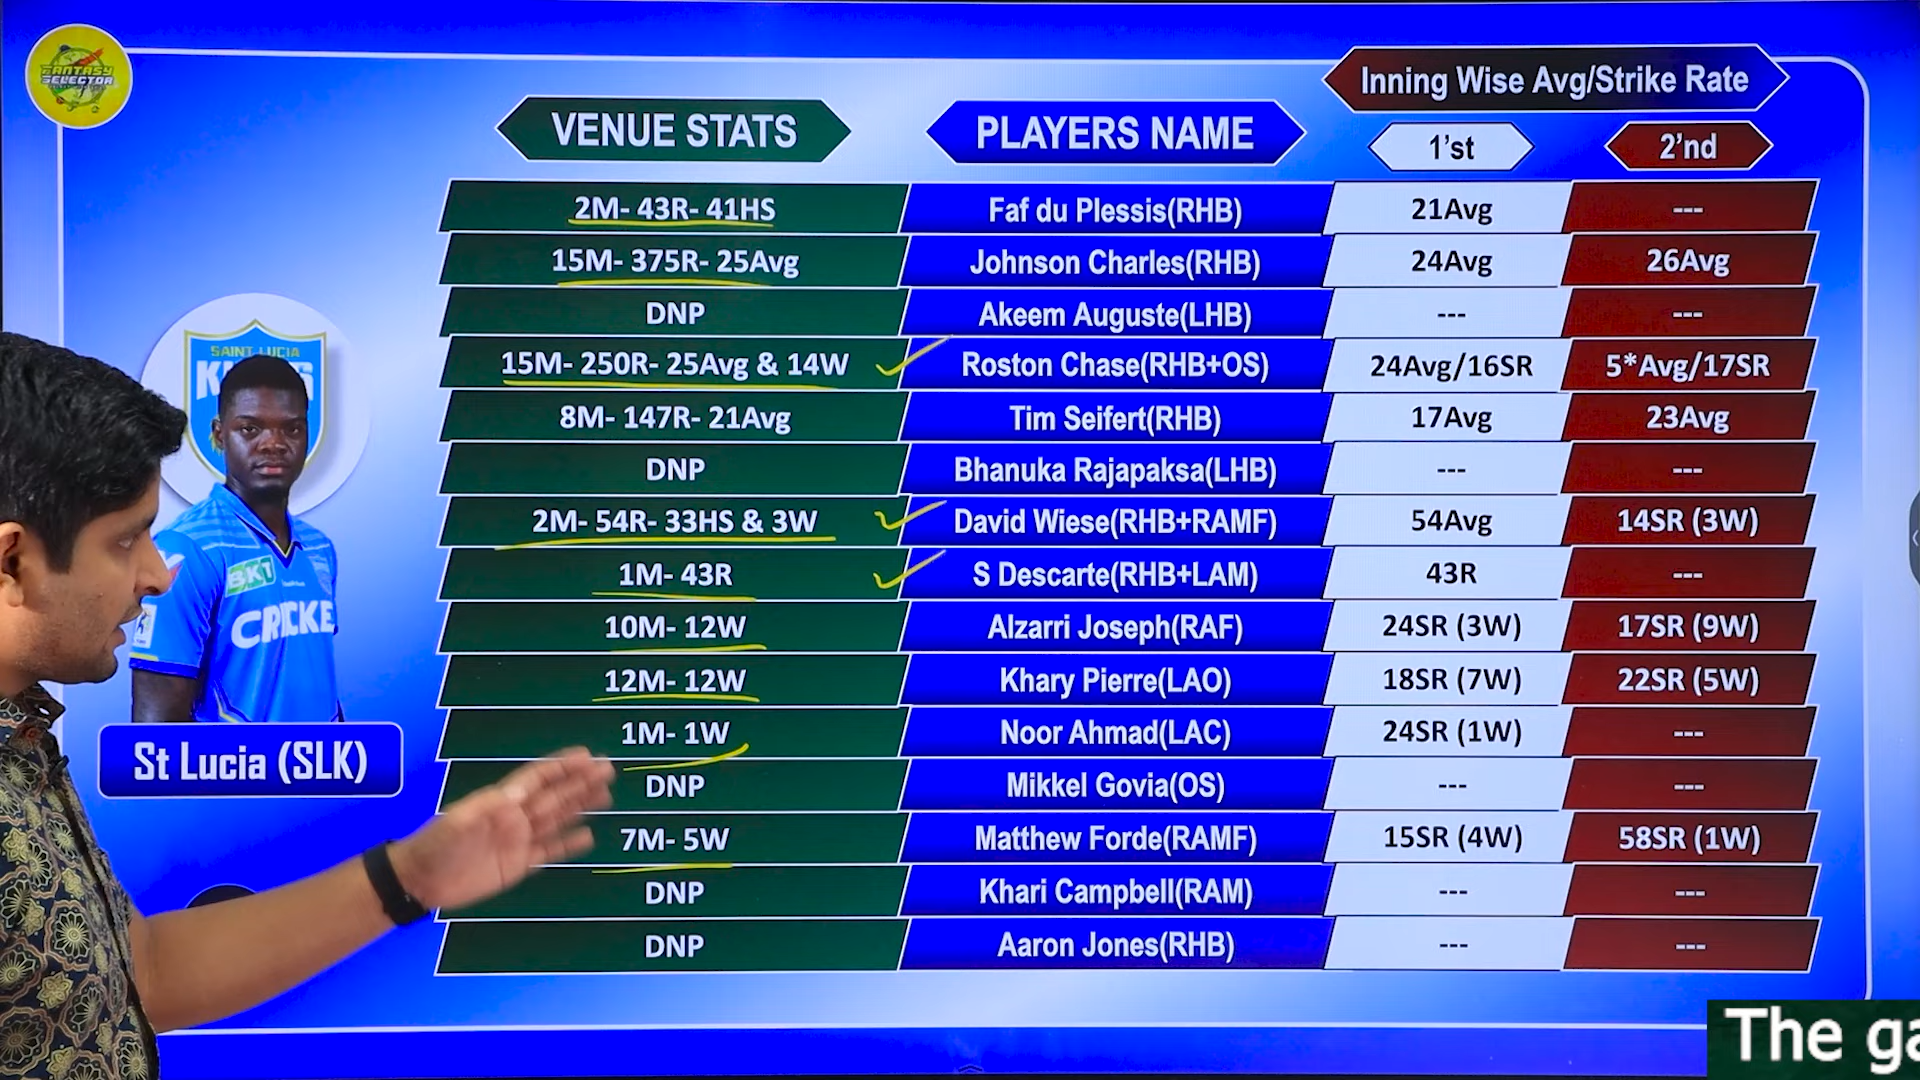 FANTASY
SELECTOR
Inning Wise Avg/Strike Rate
VENUE STATS
PLAYERS NAME
1'st
2'nd
2M- 43R- 41HS
Faf du Plessis(RHB)
21Avg
---
15M- 375R- 25Avg
Johnson Charles(RHB)
24Avg
26Avg
DNP
Akeem Auguste(LHB)
---
---
15M- 250R- 25Avg & 14W
Roston Chase(RHB+OS)
24Avg/16SR
5*Avg/17SR
8M- 147R- 21Avg
Tim Seifert(RHB)
17Avg
23Avg
DNP
Bhanuka Rajapaksa(LHB)
---
---
2M- 54R- 33HS & 3W
David Wiese(RHB+RAMF)
54Avg
14SR (3W)
1M- 43R
S Descarte(RHB+LAM)
43R
---
10M- 12W
Alzarri Joseph(RAF)
24SR (3W)
17SR (9W)
12M- 12W
Khary Pierre(LAO)
18SR (7W)
22SR (5W)
1M- 1W
Noor Ahmad(LAC)
24SR (1W)
---
DNP
Mikkel Govia(OS)
---
---
7M- 5W
Matthew Forde(RAMF)
15SR (4W)
58SR (1W)
DNP
Khari Campbell(RAM)
---
---
DNP
Aaron Jones(RHB)
---
---
SAINT LUCIA
BKT
St Lucia (SLK)
The ga